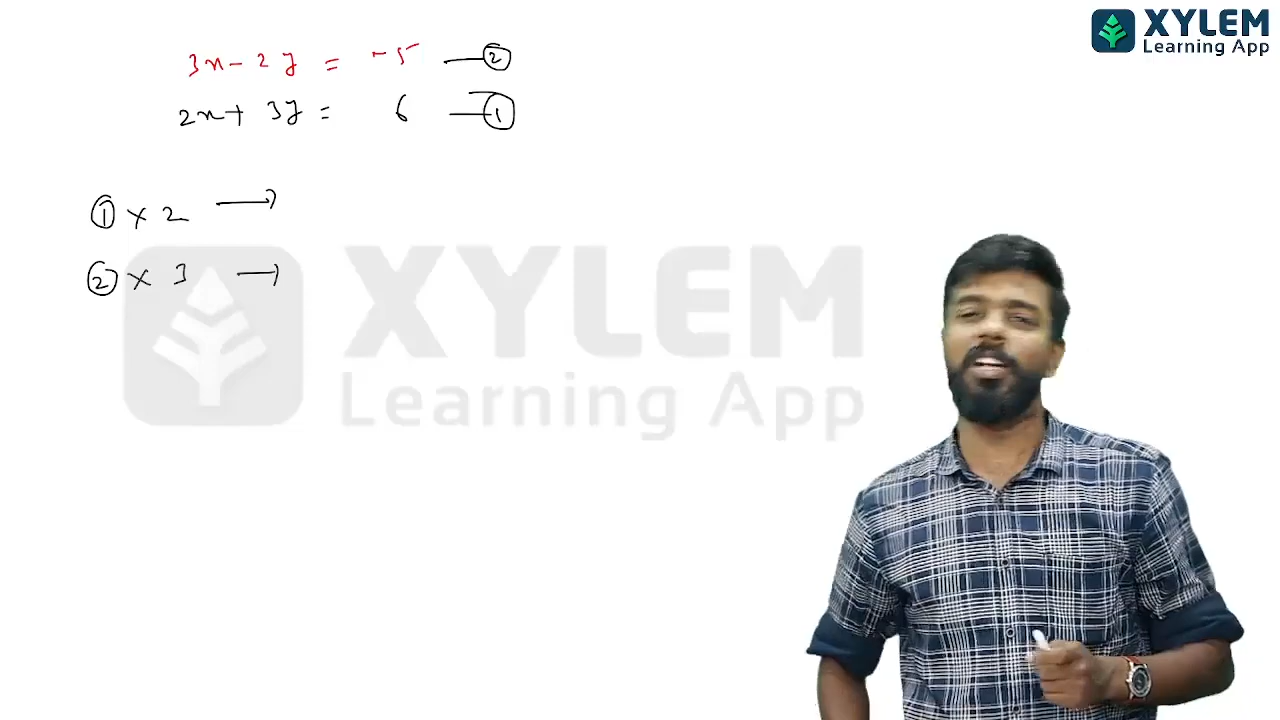 XYLEM
Learning App
3x - 2y = -5 —②
2x + 3y = 6 —①
① × 2 →
② × 3 →
XYLEM
Learning App